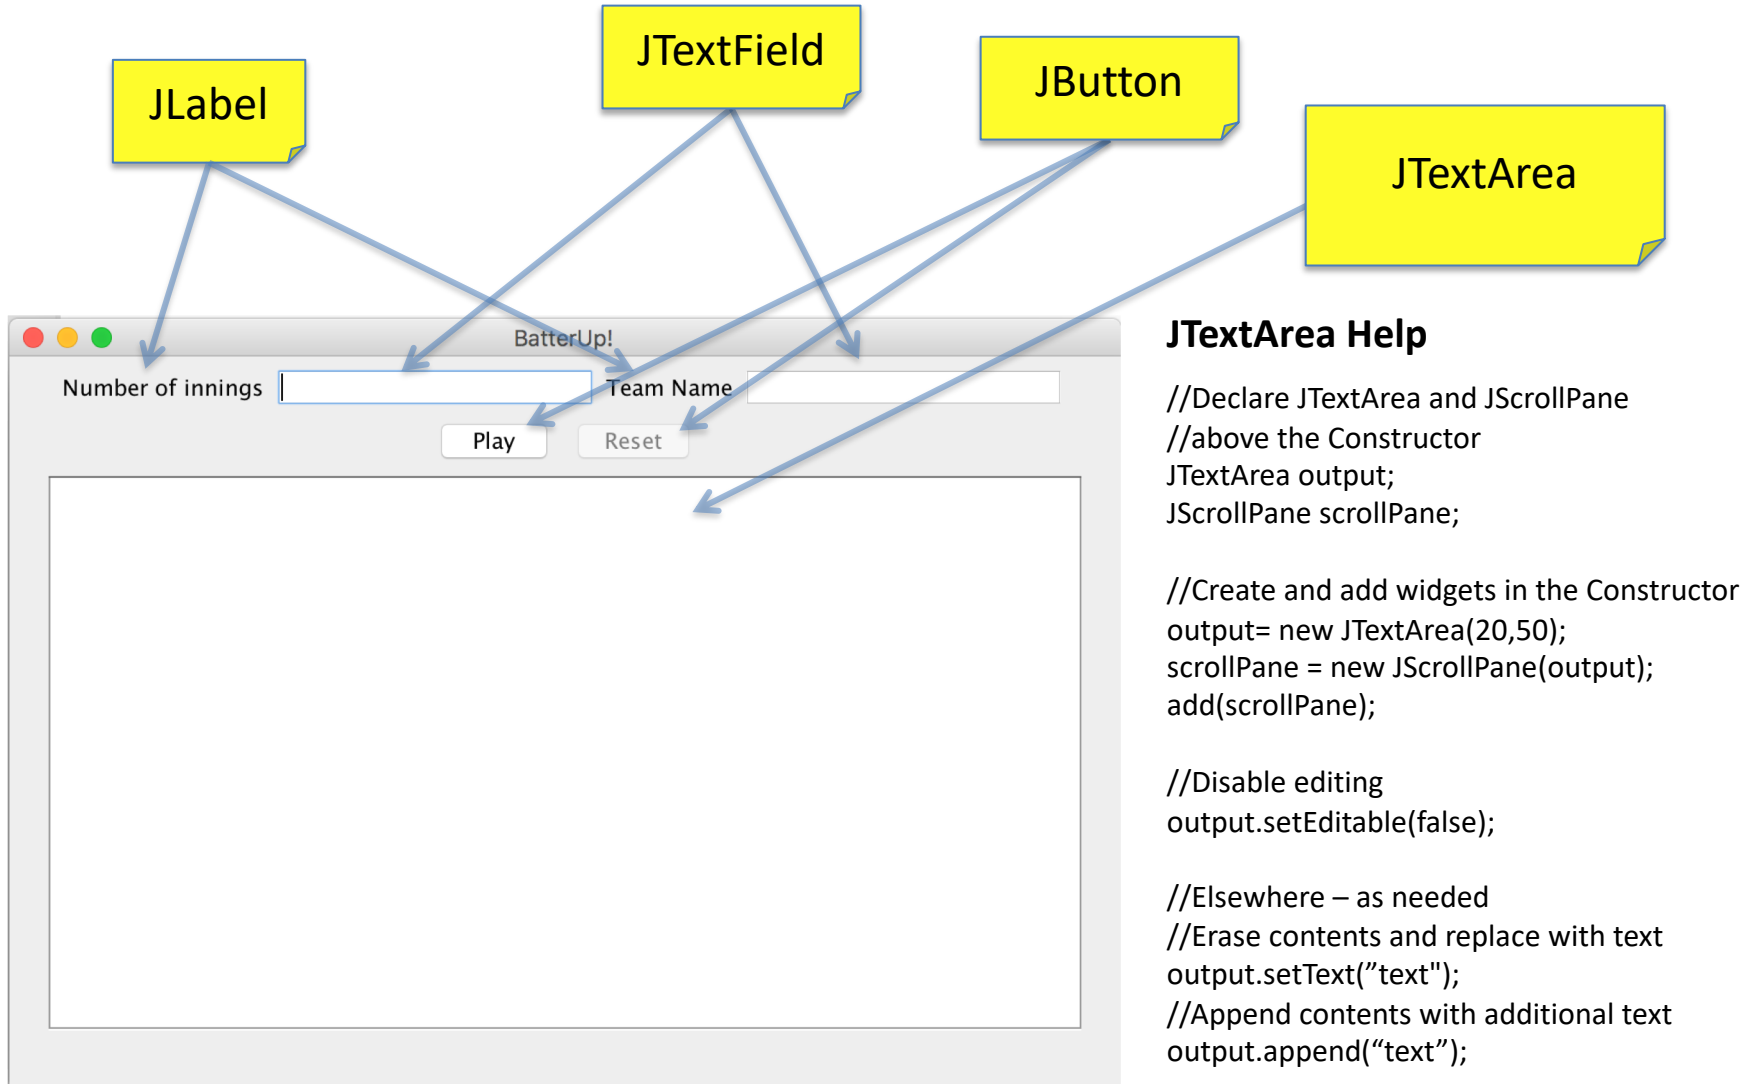 JLabel
JTextField
JButton
JTextArea
BatterUp!
Number of innings
Team Name
Play
Reset
JTextArea Help
//Declare JTextArea and JScrollPane
//above the Constructor
JTextArea output;
JScrollPane scrollPane;
//Create and add widgets in the Constructor
output= new JTextArea(20,50);
scrollPane = new JScrollPane(output);
add(scrollPane);
//Disable editing
output.setEditable(false);
//Elsewhere – as needed
//Erase contents and replace with text
output.setText(”text");
//Append contents with additional text
output.append(“text”);